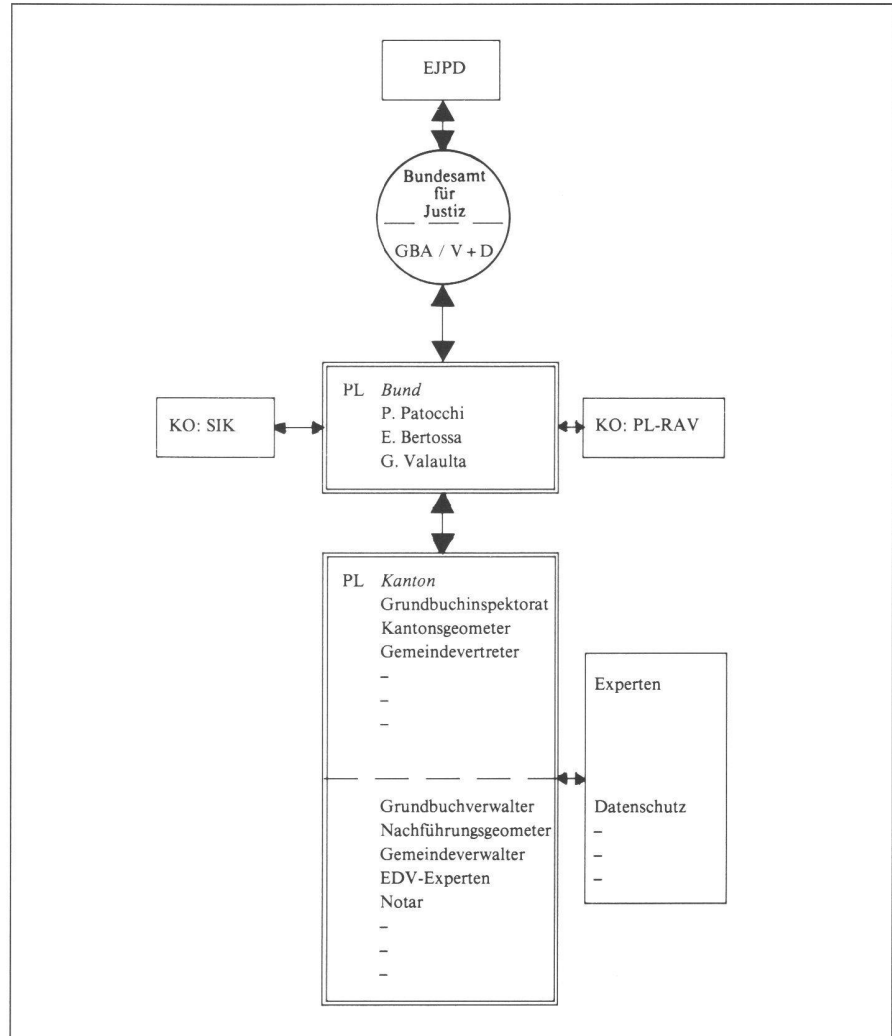 EJPD
Bundesamt
für
Justiz
GBA / V + D
PL Bund
P. Patocchi
E. Bertossa
G. Valaulta
KO: SIK
KO: PL-RAV
PL Kanton
Grundbuchinspektorat
Kantonsgeometer
Gemeindevertreter
–
–
–
Grundbuchverwalter
Nachführungsgeometer
Gemeindeverwalter
EDV-Experten
Notar
–
–
–
Experten
Datenschutz
–
–
–